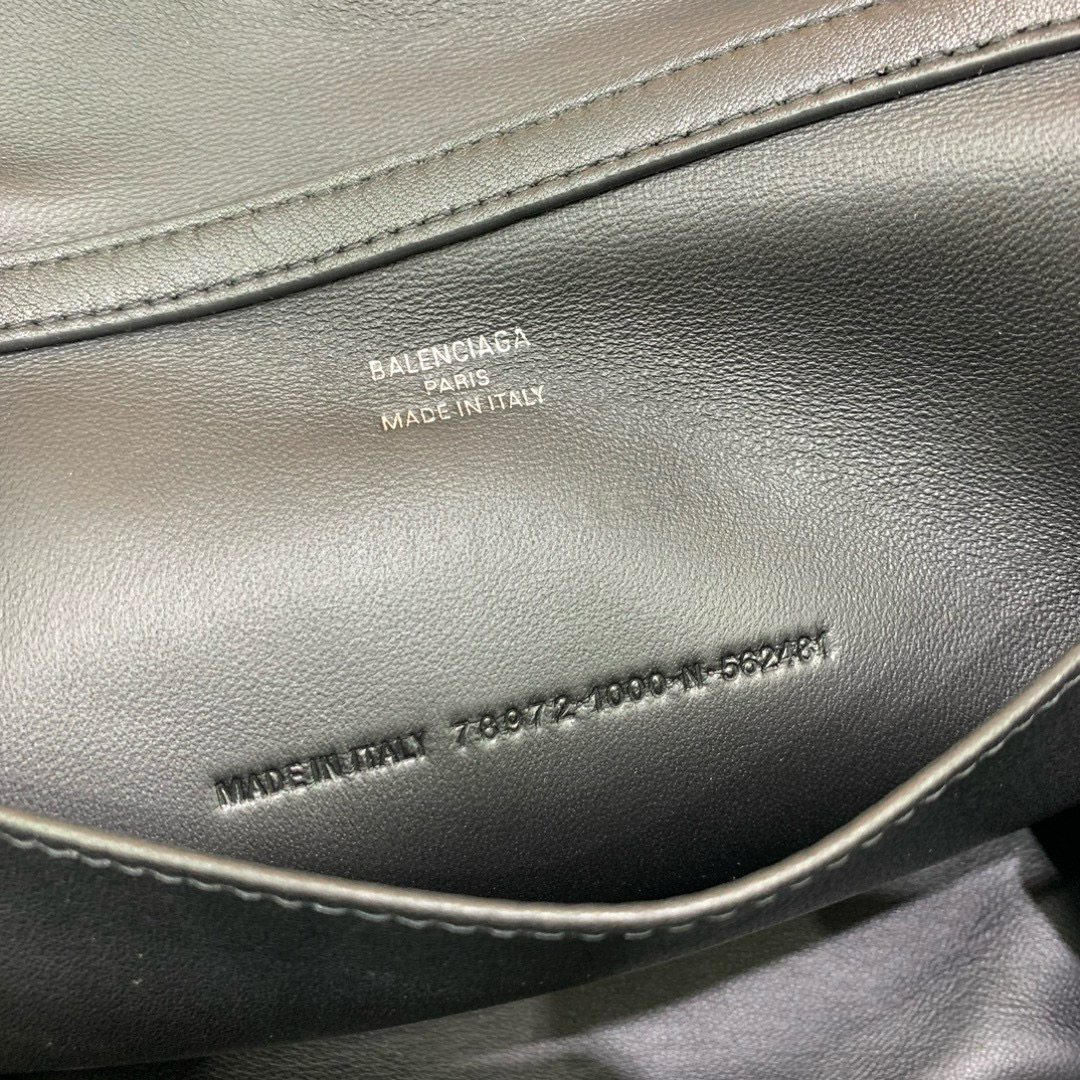 BALENCIAGA
PARIS
MADE IN ITALY
MADE IN ITALY 78972·1000·N·562481